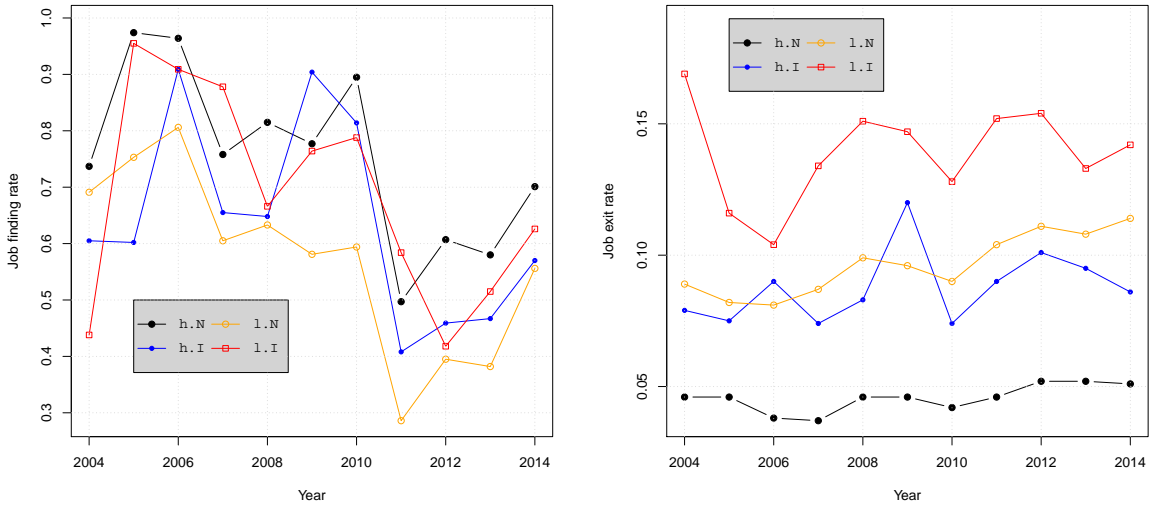 Job finding rate
1.0
0.9
0.8
0.7
0.6
0.5
0.4
0.3
h.N l.N
h.I l.I
2004 2006 2008 2010 2012 2014
Year
Job exit rate
0.15
0.10
0.05
h.N l.N
h.I l.I
2004 2006 2008 2010 2012 2014
Year